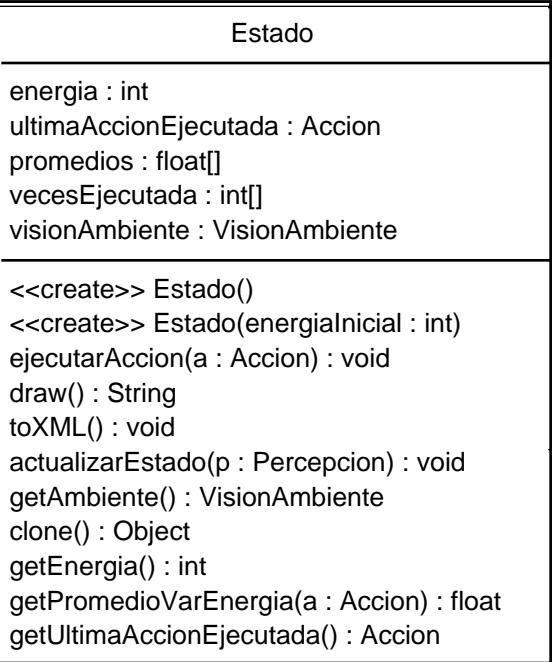 Estado
energia : int
ultimaAccionEjecutada : Accion
promedios : float[]
vecesEjecutada : int[]
visionAmbiente : VisionAmbiente
<<create>> Estado()
<<create>> Estado(energiaInicial : int)
ejecutarAccion(a : Accion) : void
draw() : String
toXML() : void
actualizarEstado(p : Percepcion) : void
getAmbiente() : VisionAmbiente
clone() : Object
getEnergia() : int
getPromedioVarEnergia(a : Accion) : float
getUltimaAccionEjecutada() : Accion